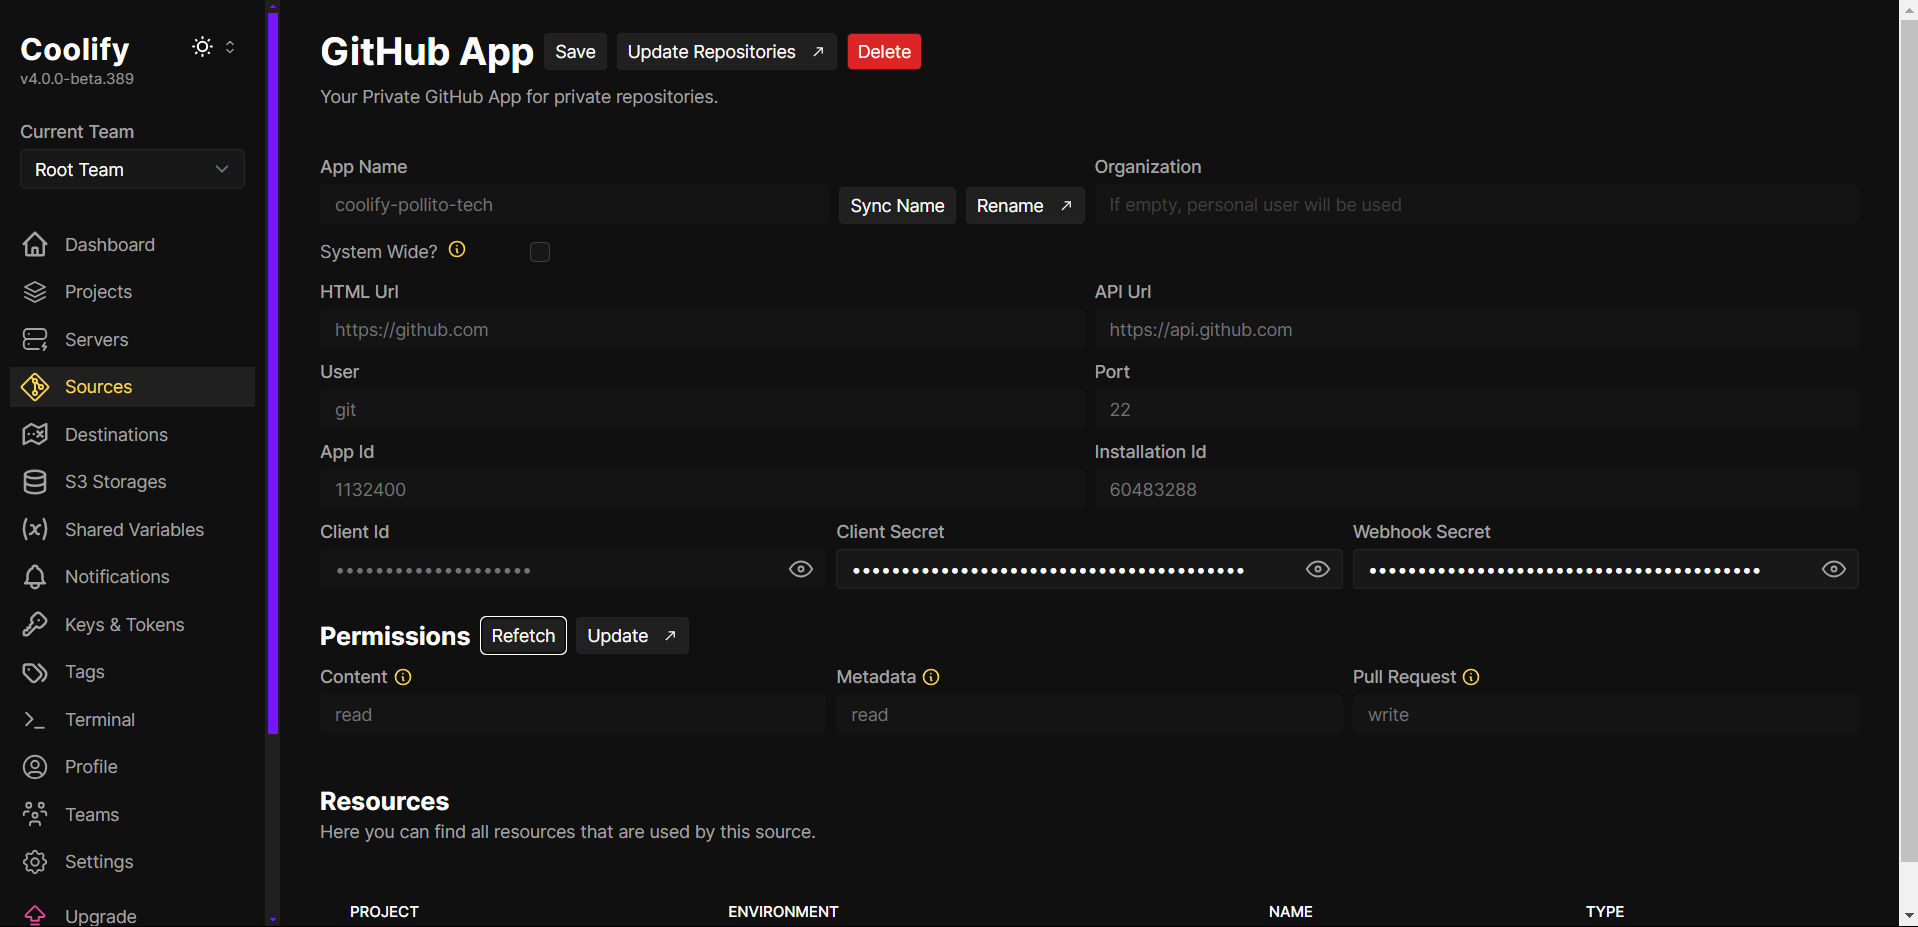 Coolify
v4.0.0-beta.389
Current Team
Root Team
Dashboard
Projects
Servers
Sources
Destinations
S3 Storages
Shared Variables
Notifications
Keys & Tokens
Tags
Terminal
Profile
Teams
Settings
Upgrade
GitHub App Save Update Repositories Delete
Your Private GitHub App for private repositories.
App Name Organization
coolify-pollito-tech Sync Name Rename If empty, personal user will be used
System Wide?
HTML Url API Url
https://github.com https://api.github.com
User Port
git 22
App Id Installation Id
1132400 60483288
Client Id Client Secret Webhook Secret
Permissions Refetch Update
Content Metadata Pull Request
read read write
Resources
Here you can find all resources that are used by this source.
PROJECT ENVIRONMENT NAME TYPE